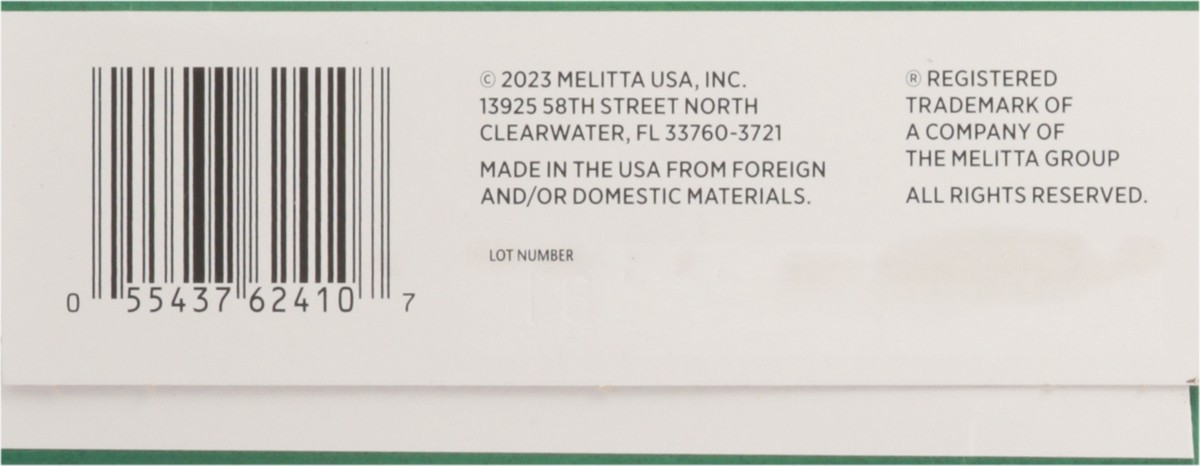 0 55437 62410 7
© 2023 MELITTA USA, INC.
13925 58TH STREET NORTH
CLEARWATER, FL 33760-3721
MADE IN THE USA FROM FOREIGN
AND/OR DOMESTIC MATERIALS.
LOT NUMBER
® REGISTERED
TRADEMARK OF
A COMPANY OF
THE MELITTA GROUP
ALL RIGHTS RESERVED.